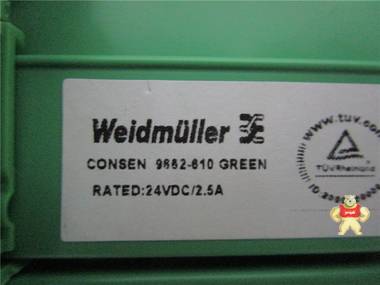 Weidmüller
CONSEN 9662-610 GREEN
RATED:24VDC/2.5A
www.tuv.com
TÜVRheinland